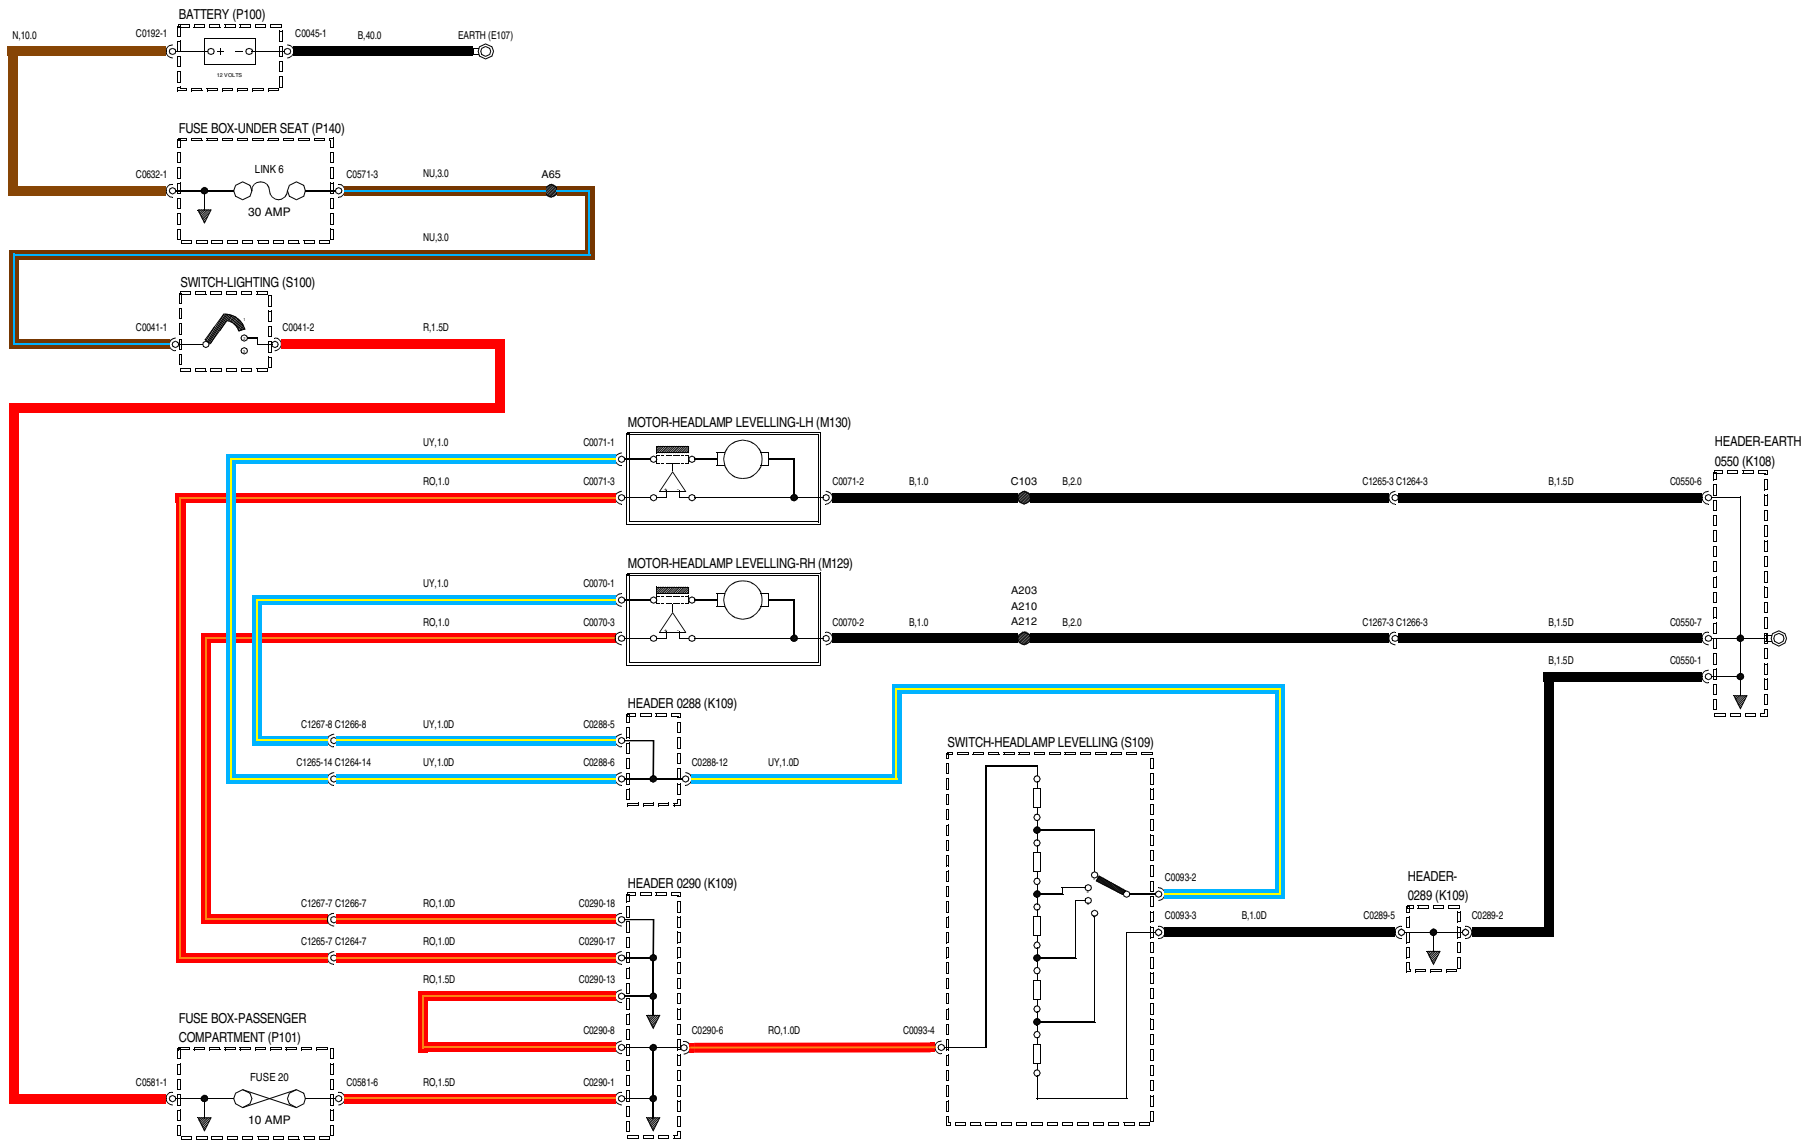 BATTERY (P100)
N,10.0
C0192-1
C0045-1
B,40.0
EARTH (E107)
+ −
12 VOLTS
FUSE BOX-UNDER SEAT (P140)
C0632-1
LINK 6
C0571-3
NU,3.0
A65
30 AMP
NU,3.0
SWITCH-LIGHTING (S100)
C0041-1
C0041-2
R,1.5D
MOTOR-HEADLAMP LEVELLING-LH (M130)
HEADER-EARTH
0550 (K108)
UY,1.0
C0071-1
RO,1.0
C0071-3
C0071-2
B,1.0
C103
B,2.0
C1265-3 C1264-3
B,1.5D
C0550-6
MOTOR-HEADLAMP LEVELLING-RH (M129)
UY,1.0
C0070-1
A203
A210
A212
RO,1.0
C0070-3
C0070-2
B,1.0
B,2.0
C1267-3 C1266-3
B,1.5D
C0550-7
B,1.5D
C0550-1
HEADER 0288 (K109)
C1267-8 C1266-8
UY,1.0D
C0288-5
C1265-14 C1264-14
UY,1.0D
C0288-6
C0288-12
UY,1.0D
SWITCH-HEADLAMP LEVELLING (S109)
HEADER 0290 (K109)
C0093-2
HEADER-
0289 (K109)
C1267-7 C1266-7
RO,1.0D
C0290-18
C0093-3
B,1.0D
C0289-5
C0289-2
C1265-7 C1264-7
RO,1.0D
C0290-17
RO,1.5D
C0290-13
FUSE BOX-PASSENGER
COMPARTMENT (P101)
C0290-8
C0290-6
RO,1.0D
C0093-4
C0581-1
FUSE 20
C0581-6
RO,1.5D
C0290-1
10 AMP